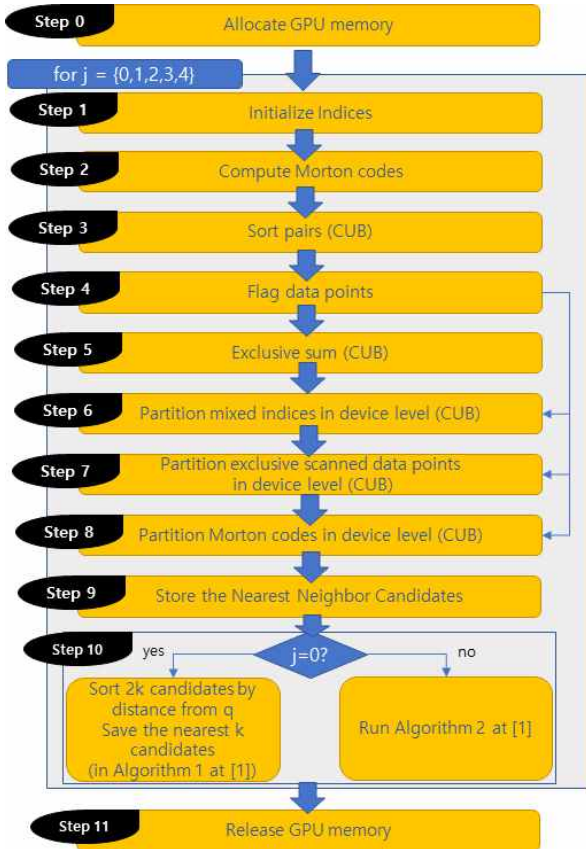 Step 0
Allocate GPU memory
for j = {0,1,2,3,4}
Step 1
Initialize Indices
Step 2
Compute Morton codes
Step 3
Sort pairs (CUB)
Step 4
Flag data points
Step 5
Exclusive sum (CUB)
Step 6
Partition mixed indices in device level (CUB)
Step 7
Partition exclusive scanned data points
in device level (CUB)
Step 8
Partition Morton codes in device level (CUB)
Step 9
Store the Nearest Neighbor Candidates
Step 10
yes
j=0?
no
Sort 2k candidates by
distance from q
Save the nearest k
candidates
(in Algorithm 1 at [1])
Run Algorithm 2 at [1]
Step 11
Release GPU memory